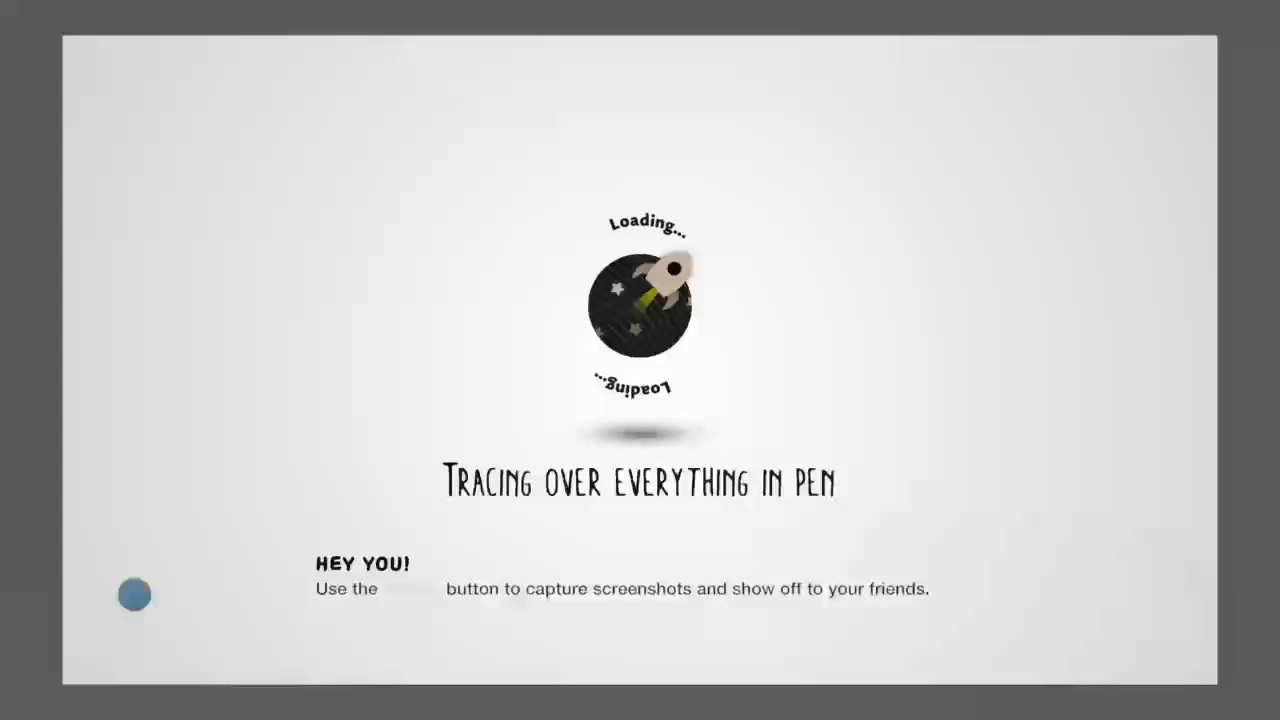 Loading...
Loading...
TRACING OVER EVERYTHING IN PEN
HEY YOU!
Use the button to capture screenshots and show off to your friends.